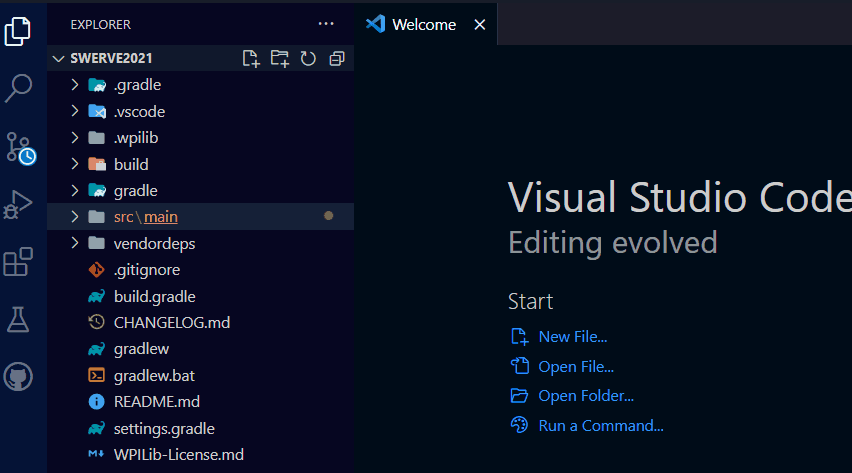 EXPLORER
Welcome
SWERVE2021
.gradle
.vscode
.wpilib
build
gradle
src\main
vendordeps
.gitignore
build.gradle
CHANGELOG.md
gradlew
gradlew.bat
README.md
settings.gradle
WPILib-License.md
Visual Studio Code
Editing evolved
Start
New File...
Open File...
Open Folder...
Run a Command...